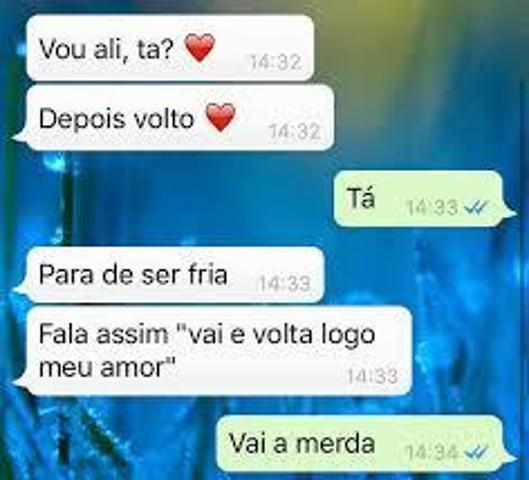 Vou ali, ta? ❤️ 14:32
Depois volto ❤️ 14:32
Tá 14:33
Para de ser fria 14:33
Fala assim "vai e volta logo
meu amor" 14:33
Vai a merda 14:34